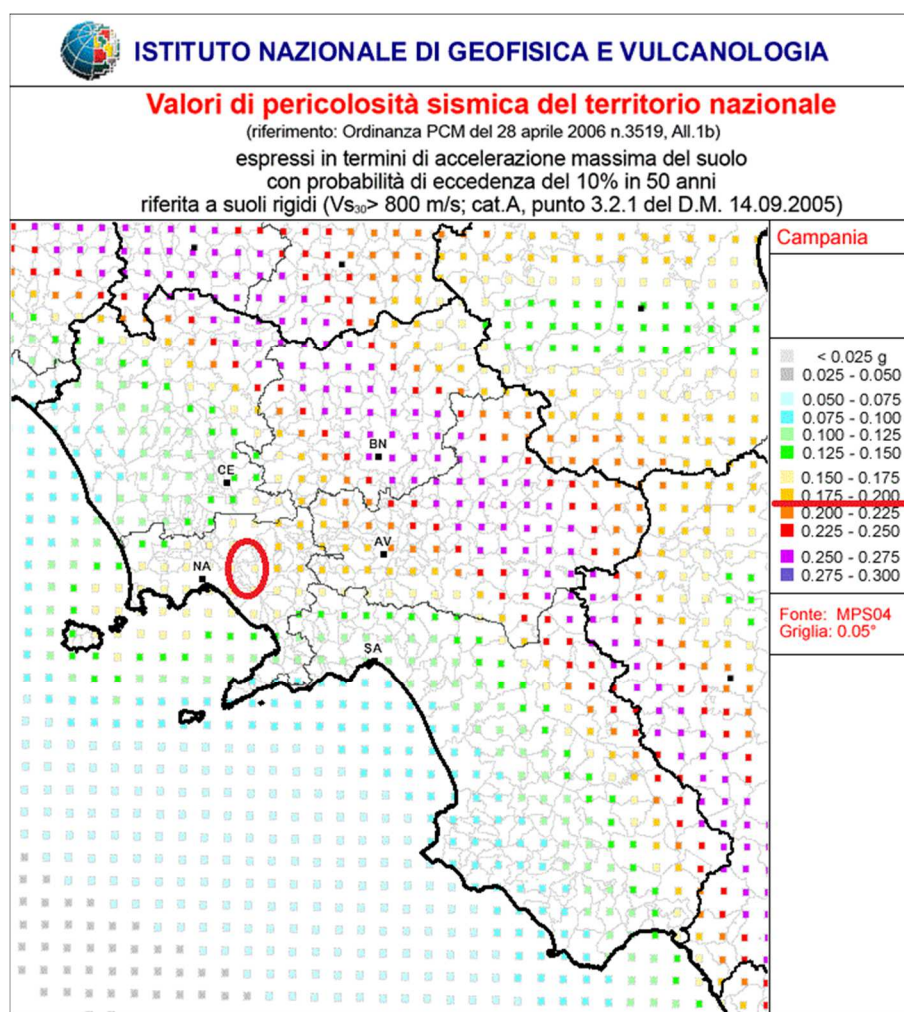 ISTITUTO NAZIONALE DI GEOFISICA E VULCANOLOGIA
Valori di pericolosità sismica del territorio nazionale
(riferimento: Ordinanza PCM del 28 aprile 2006 n.3519, All.1b)
espressi in termini di accelerazione massima del suolo
con probabilità di eccedenza del 10% in 50 anni
riferita a suoli rigidi (Vs30> 800 m/s; cat.A, punto 3.2.1 del D.M. 14.09.2005)
Campania
< 0.025 g
0.025 - 0.050
0.050 - 0.075
0.075 - 0.100
0.100 - 0.125
0.125 - 0.150
0.150 - 0.175
0.175 - 0.200
0.200 - 0.225
0.225 - 0.250
0.250 - 0.275
0.275 - 0.300
Fonte: MPS04
Griglia: 0.05°
BN
CE
AV
NA
SA